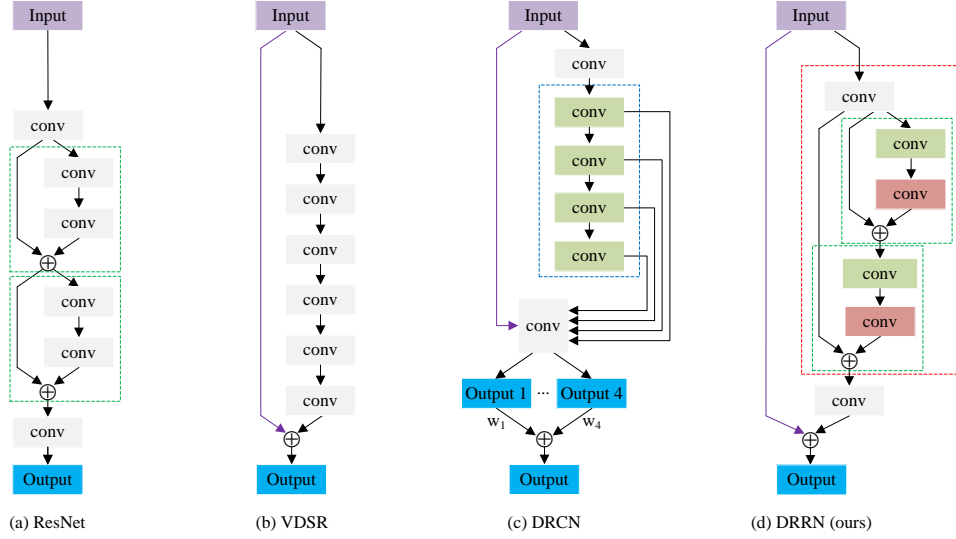 Input
conv
conv
conv
conv
conv
conv
Output
(a) ResNet
Input
conv
conv
conv
conv
conv
conv
Output
(b) VDSR
Input
conv
conv
conv
conv
conv
conv
Output 1 ... Output 4
w1 w4
Output
(c) DRCN
Input
conv
conv
conv
conv
conv
conv
Output
(d) DRRN (ours)